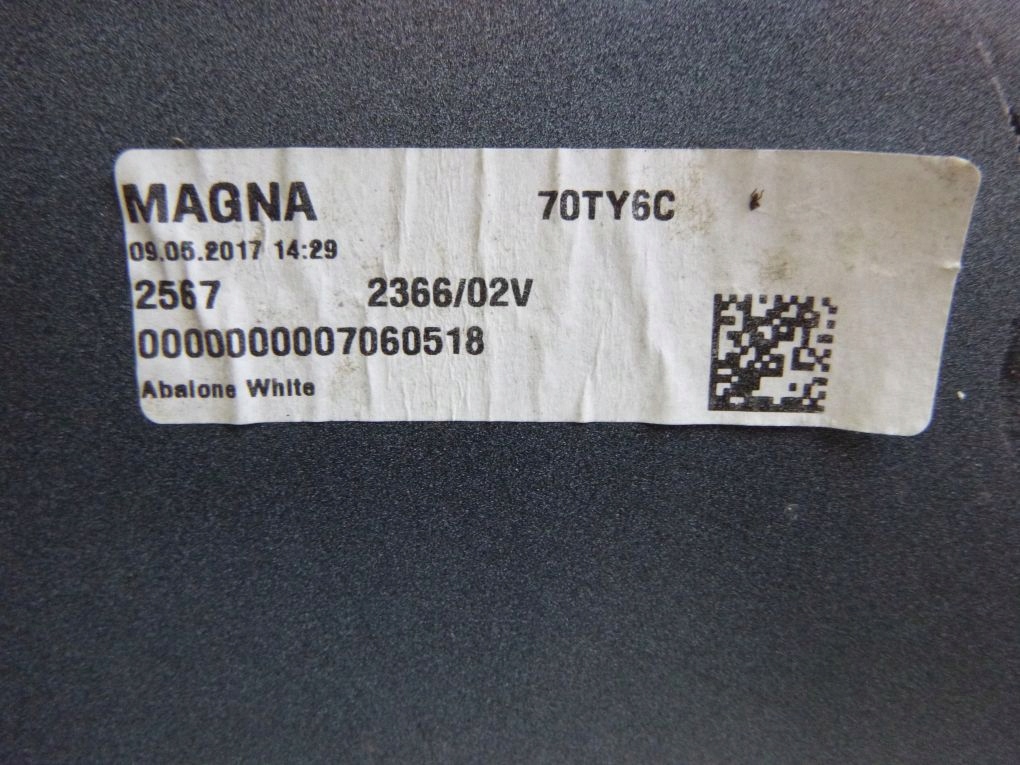 MAGNA 70TY6C
09.05.2017 14:29
2567 2366/02V
0000000007060518
Abalone White